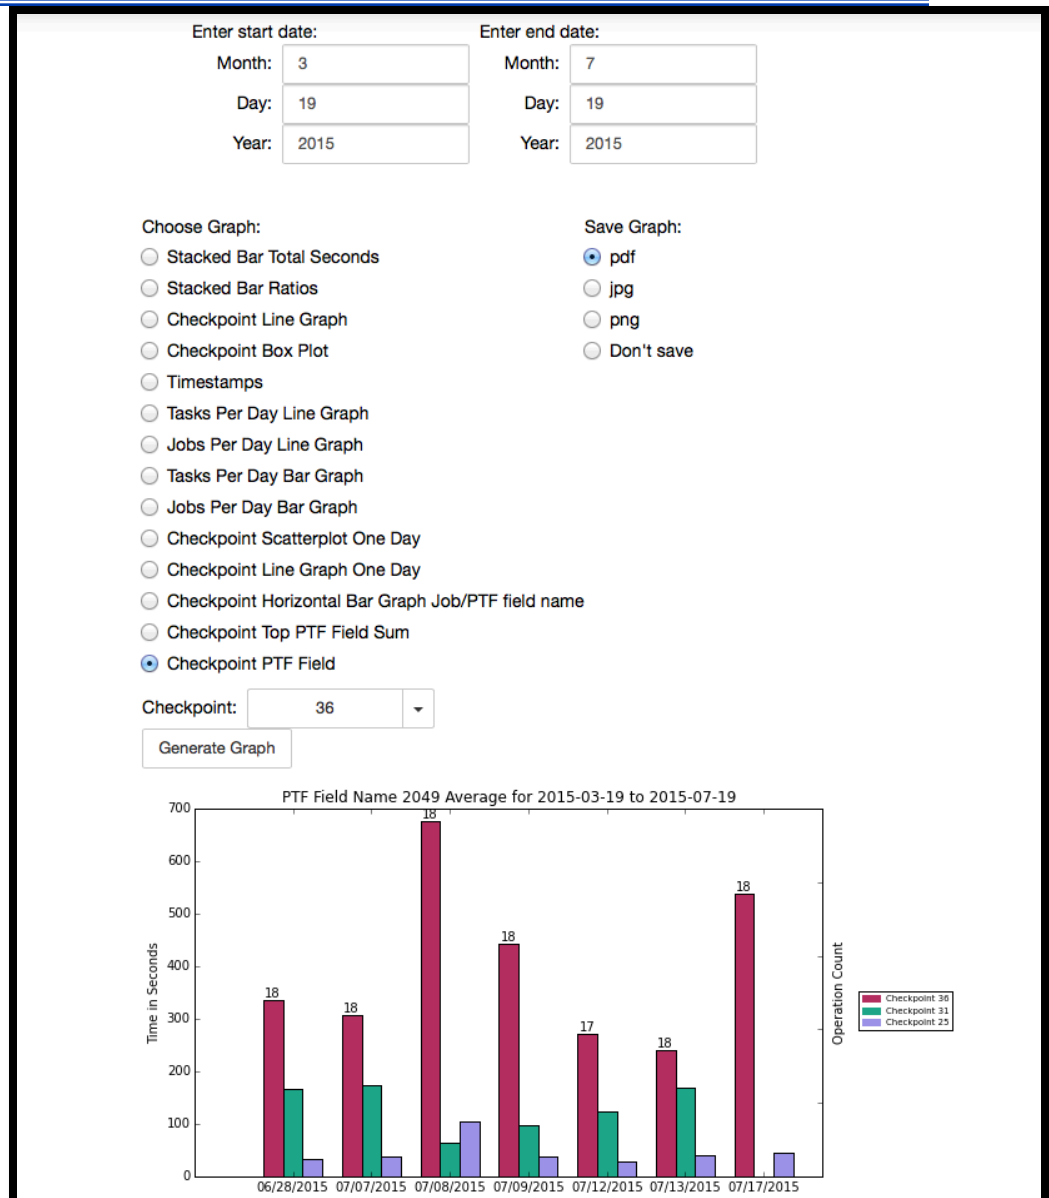 Enter start date: Enter end date:
Month: 3 Month: 7
Day: 19 Day: 19
Year: 2015 Year: 2015
Choose Graph: Save Graph:
Stacked Bar Total Seconds pdf
Stacked Bar Ratios jpg
Checkpoint Line Graph png
Checkpoint Box Plot Don't save
Timestamps
Tasks Per Day Line Graph
Jobs Per Day Line Graph
Tasks Per Day Bar Graph
Jobs Per Day Bar Graph
Checkpoint Scatterplot One Day
Checkpoint Line Graph One Day
Checkpoint Horizontal Bar Graph Job/PTF field name
Checkpoint Top PTF Field Sum
Checkpoint PTF Field
Checkpoint: 36
Generate Graph
PTF Field Name 2049 Average for 2015-03-19 to 2015-07-19
700
600
500
400
300
200
100
0
Time in Seconds
18
18
18
18
17
18
18
Operation Count
Checkpoint 36
Checkpoint 31
Checkpoint 25
06/28/2015 07/07/2015 07/08/2015 07/09/2015 07/12/2015 07/13/2015 07/17/2015